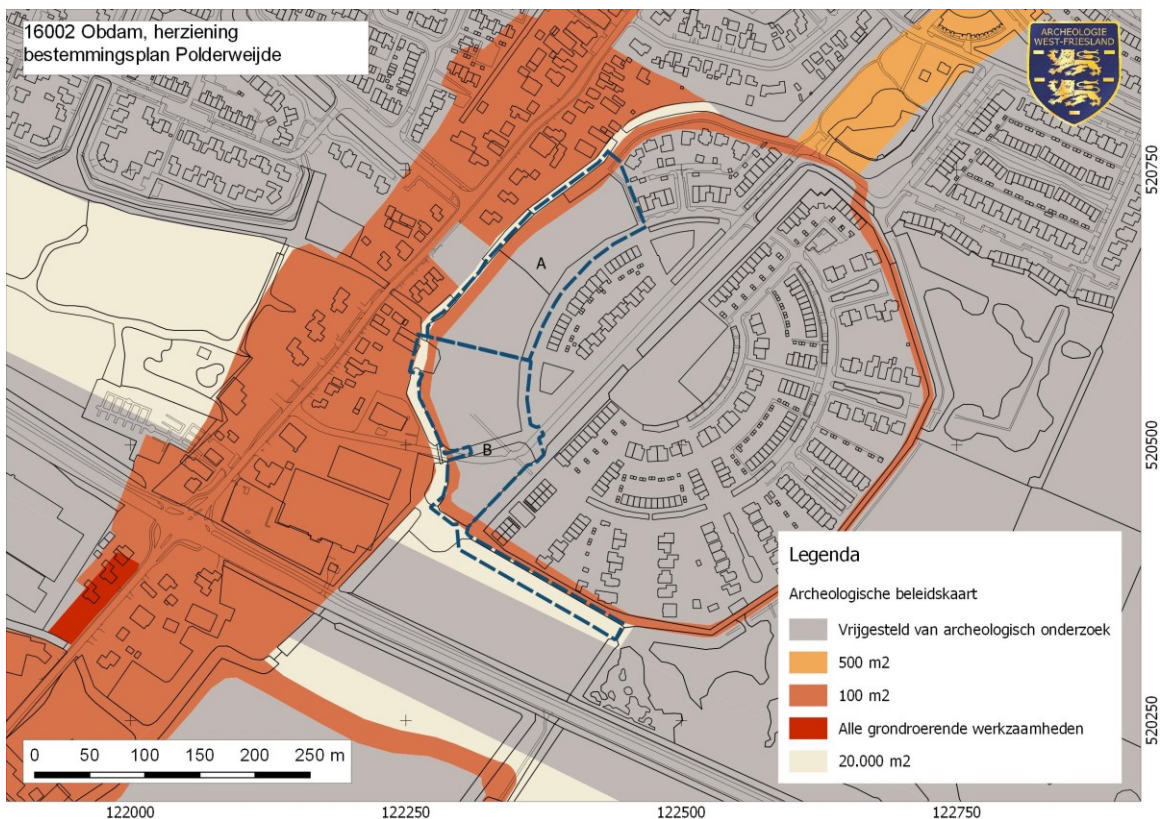 16002 Obdam, herziening
bestemmingsplan Polderweijde
ARCHEOLOGIE
WEST-FRIESLAND
A
B
520750
520500
520250
Legenda
Archeologische beleidskaart
Vrijgesteld van archeologisch onderzoek
500 m2
100 m2
Alle grondroerende werkzaamheden
20.000 m2
0 50 100 150 200 250 m
122000 122250 122500 122750